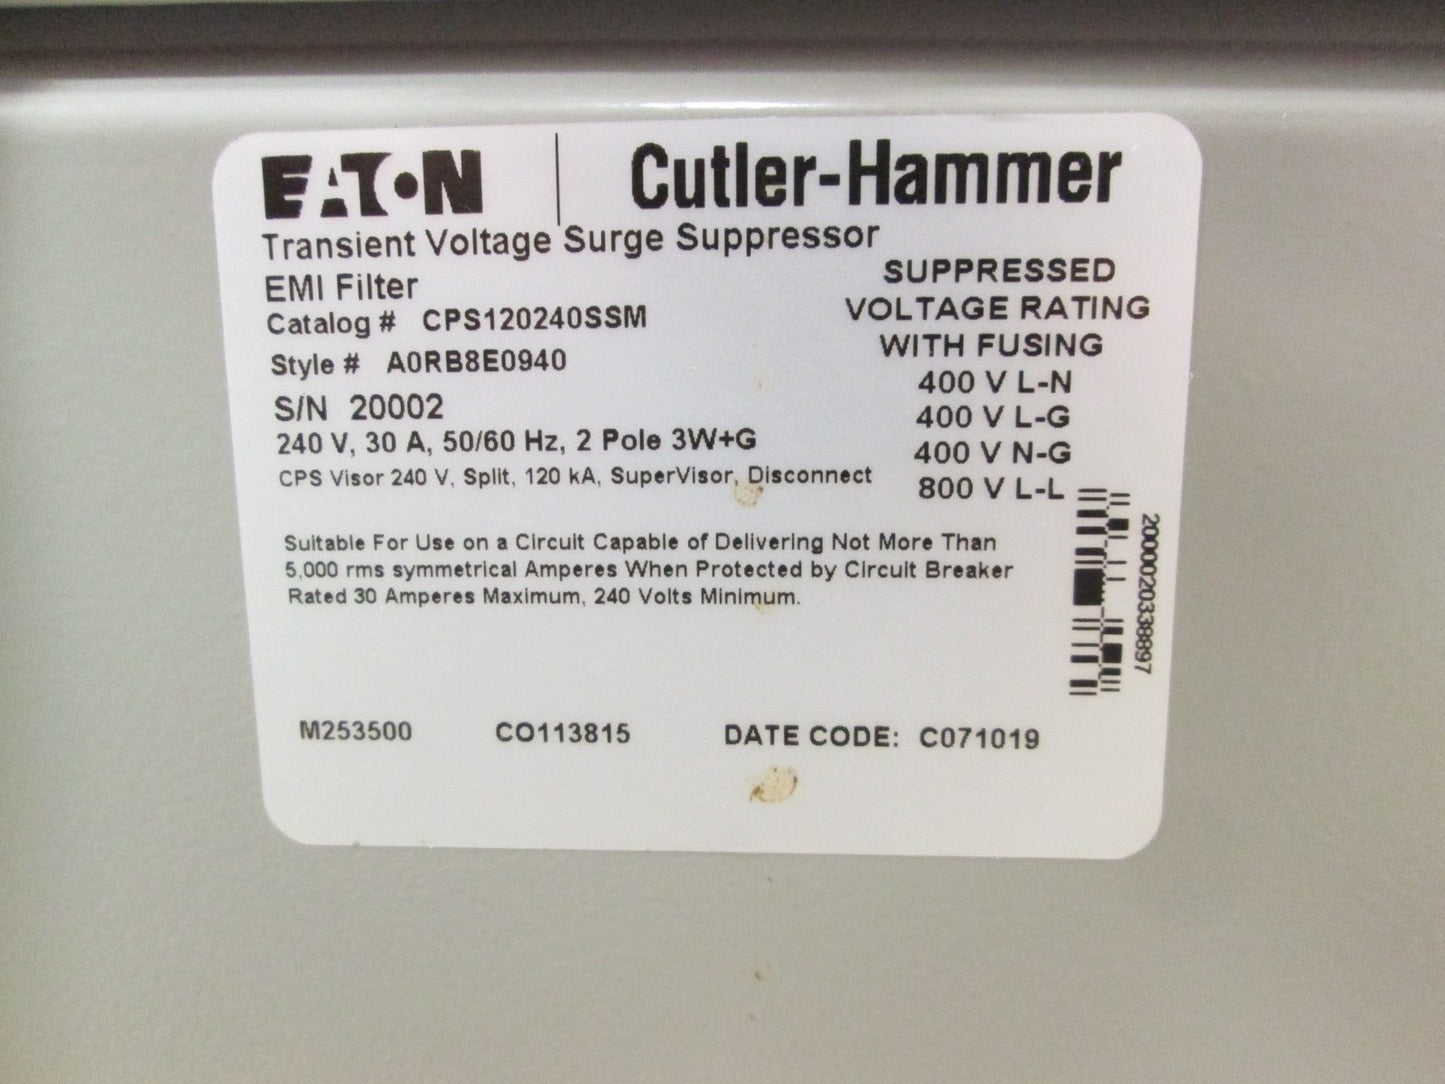 EATON | Cutler-Hammer
Transient Voltage Surge Suppressor
EMI Filter
Catalog # CPS120240SSM
Style # A0RB8E0940
S/N 20002
240 V, 30 A, 50/60 Hz, 2 Pole 3W+G
CPS Visor 240 V, Split, 120 kA, SuperVisor, Disconnect
SUPPRESSED
VOLTAGE RATING
WITH FUSING
400 V L-N
400 V L-G
400 V N-G
800 V L-L
Suitable For Use on a Circuit Capable of Delivering Not More Than
5,000 rms symmetrical Amperes When Protected by Circuit Breaker
Rated 30 Amperes Maximum, 240 Volts Minimum.
2000020338897
M253500 CO113815 DATE CODE: C071019